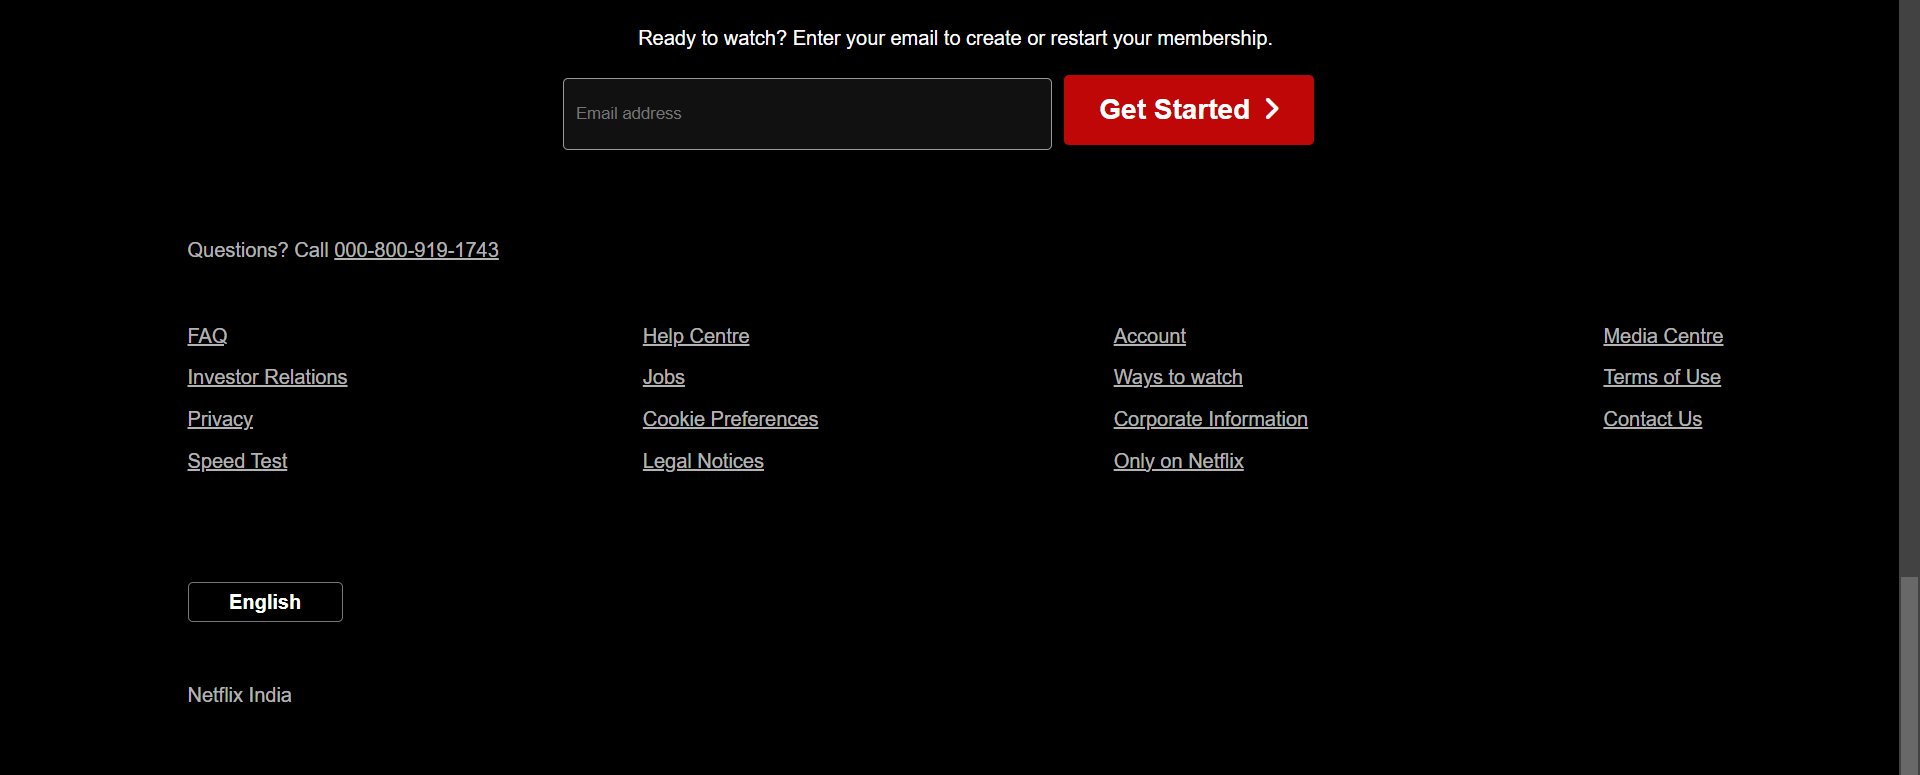 Ready to watch? Enter your email to create or restart your membership.
Email address
Get Started
Questions? Call 000-800-919-1743
FAQ
Help Centre
Account
Media Centre
Investor Relations
Jobs
Ways to watch
Terms of Use
Privacy
Cookie Preferences
Corporate Information
Contact Us
Speed Test
Legal Notices
Only on Netflix
English
Netflix India